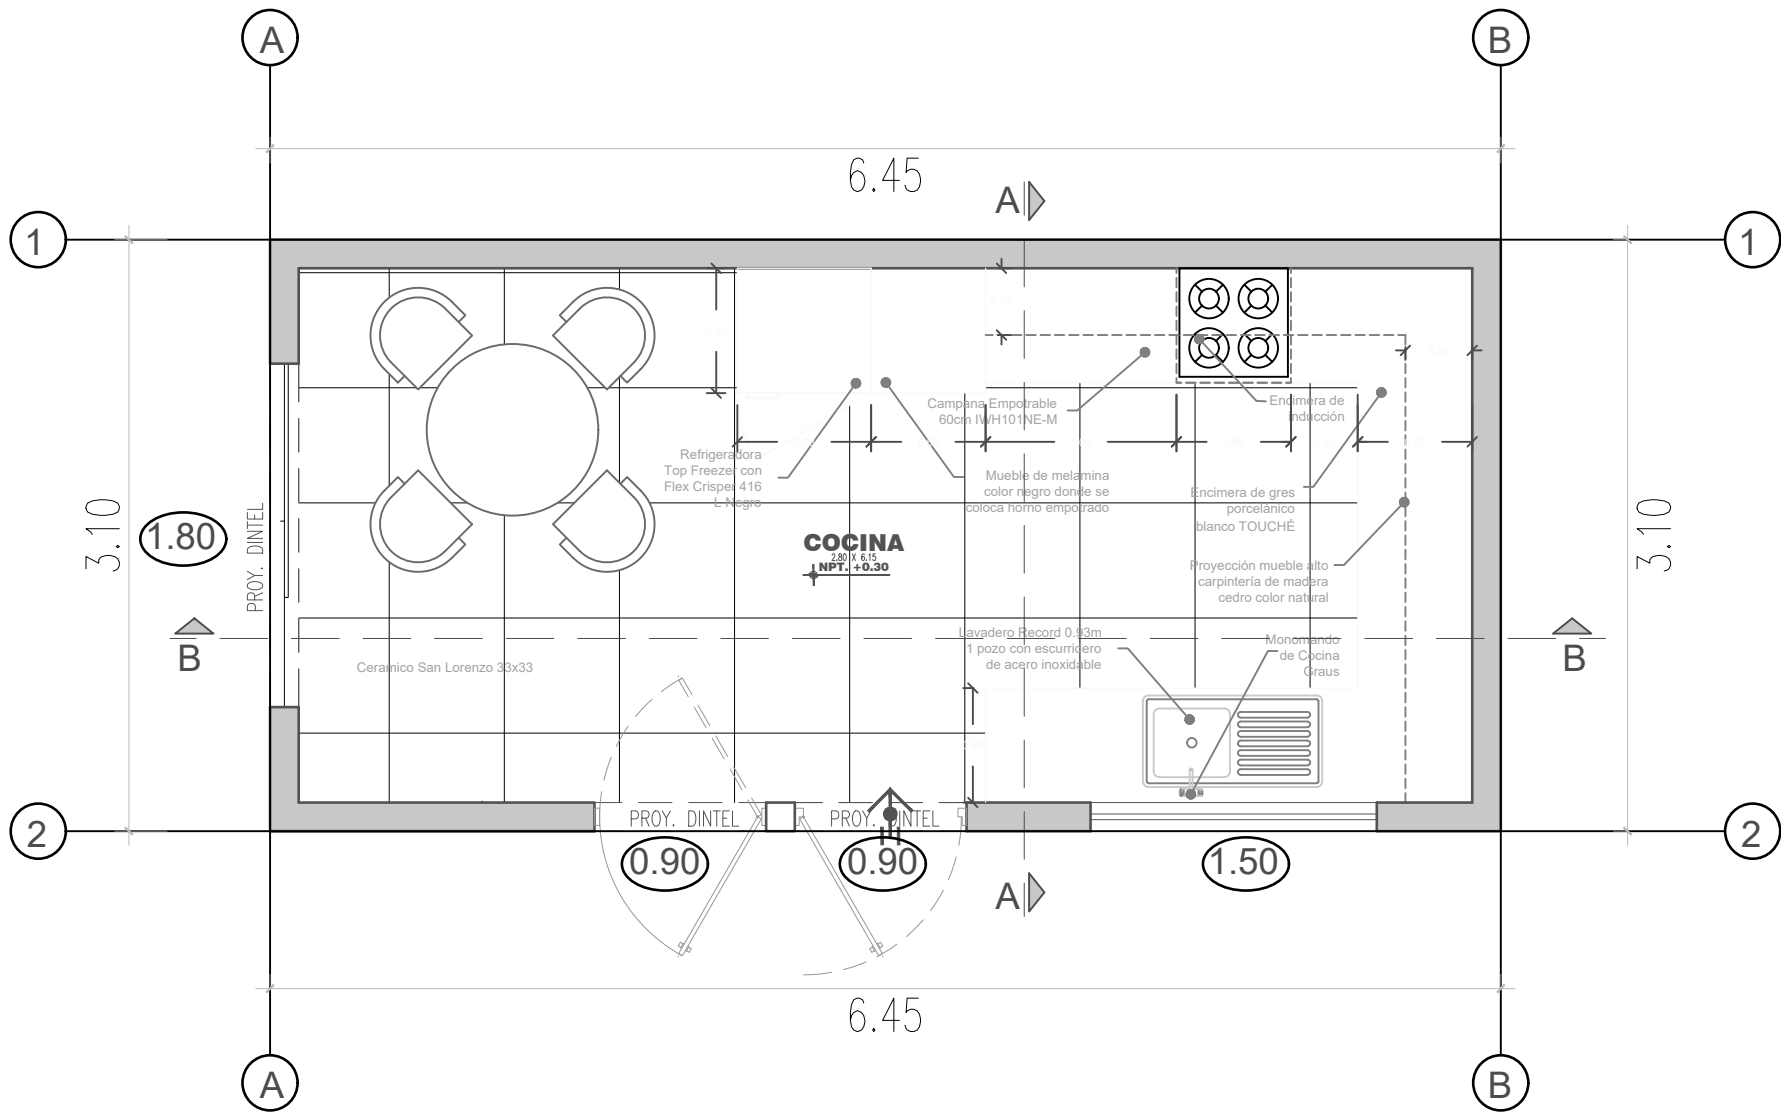 A
B
6.45
A
1
1
Campana Empotrable
60cm IWH101NE-M
Encimera de
inducción
Refrigeradora
Top Freezer con
Flex Crisper 416
L Negro
Mueble de melamina
color negro donde se
coloca horno empotrado
Encimera de gres
porcelánico
blanco TOUCHÉ
3.10
1.80
PROY. DINTEL
COCINA
2.80 X 6.15
NPT. +0.30
3.10
Proyección mueble alto
carpintería de madera
cedro color natural
B
B
Lavadero Record 0.93m
1 pozo con escurridero
de acero inoxidable
Monomando
de Cocina
Graus
Ceramico San Lorenzo 33x33
2
PROY. DINTEL
PROY. DINTEL
2
0.90
0.90
1.50
A
6.45
A
B